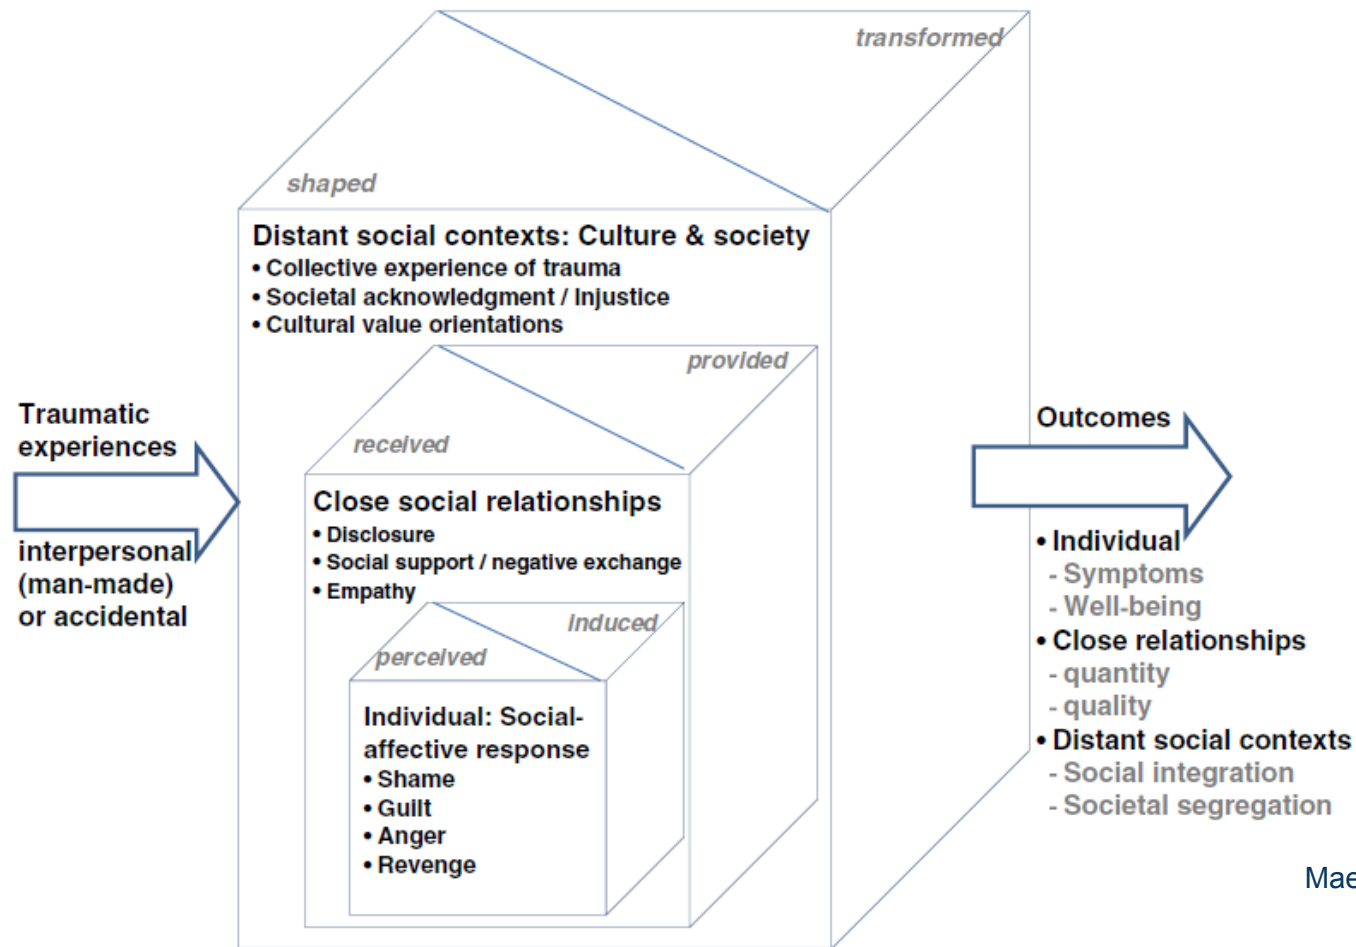 transformed
shaped
Distant social contexts: Culture & society
• Collective experience of trauma
• Societal acknowledgment / Injustice
• Cultural value orientations
provided
received
Close social relationships
• Disclosure
• Social support / negative exchange
• Empathy
induced
perceived
Individual: Social-
affective response
• Shame
• Guilt
• Anger
• Revenge
Traumatic
experiences
interpersonal
(man-made)
or accidental
Outcomes
• Individual
- Symptoms
- Well-being
• Close relationships
- quantity
- quality
• Distant social contexts
- Social integration
- Societal segregation
Mae